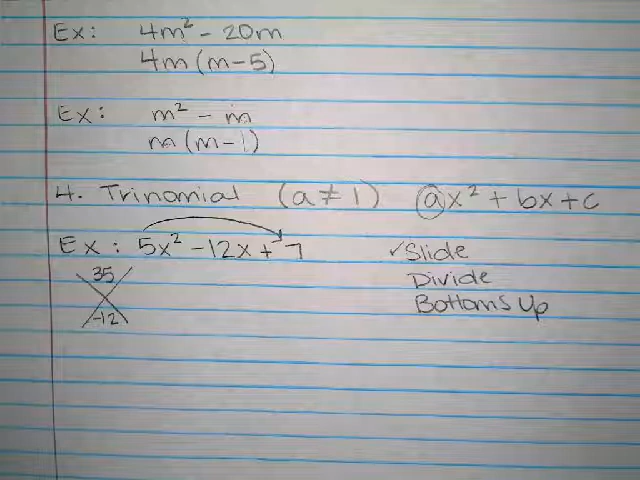 Ex: 4m² - 20m
4m(m-5)
Ex: m² - m
m(m-1)
4. Trinomial (a≠1) ax² + bx + c
Ex: 5x² - 12x + 7 ✓Slide
35 Divide
-12 Bottoms Up